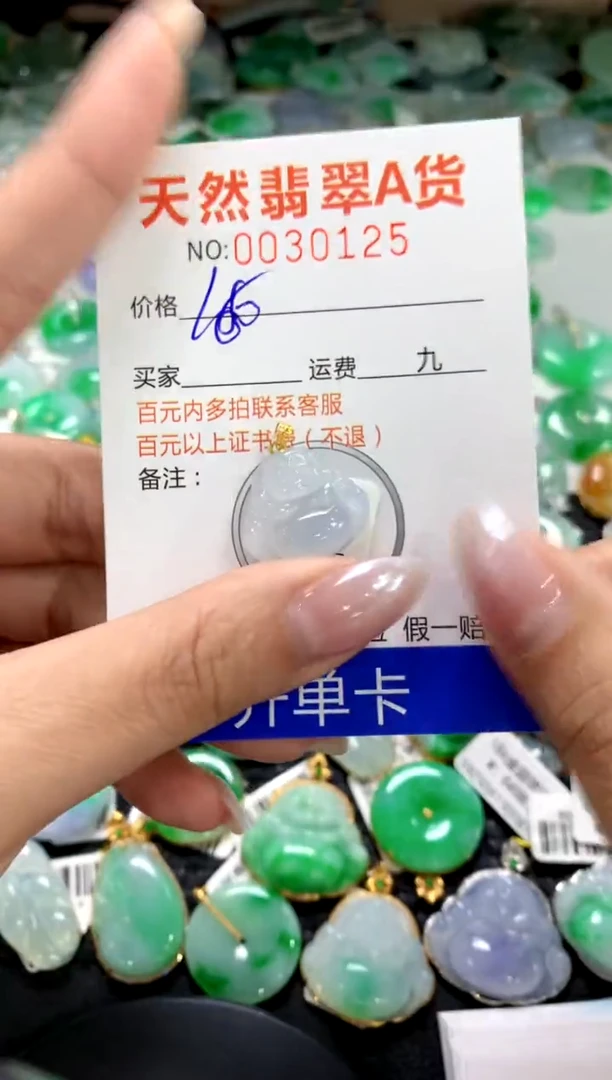 天然翡翠A货
NO:0030125
价格
买家 运费 九
百元内多拍联系客服
百元以上证书 (不退)
备注：
假一赔
开单卡